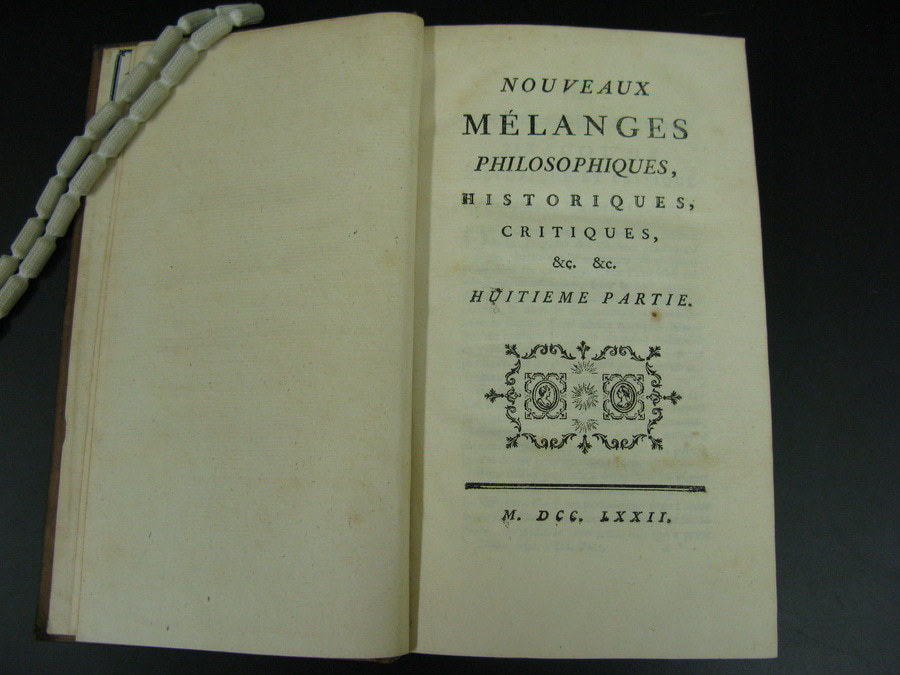 NOUVEAUX
MÉLANGES
PHILOSOPHIQUES,
HISTORIQUES,
CRITIQUES,
&c. &c.
HUITIEME PARTIE.
M. DCC. LXXII.